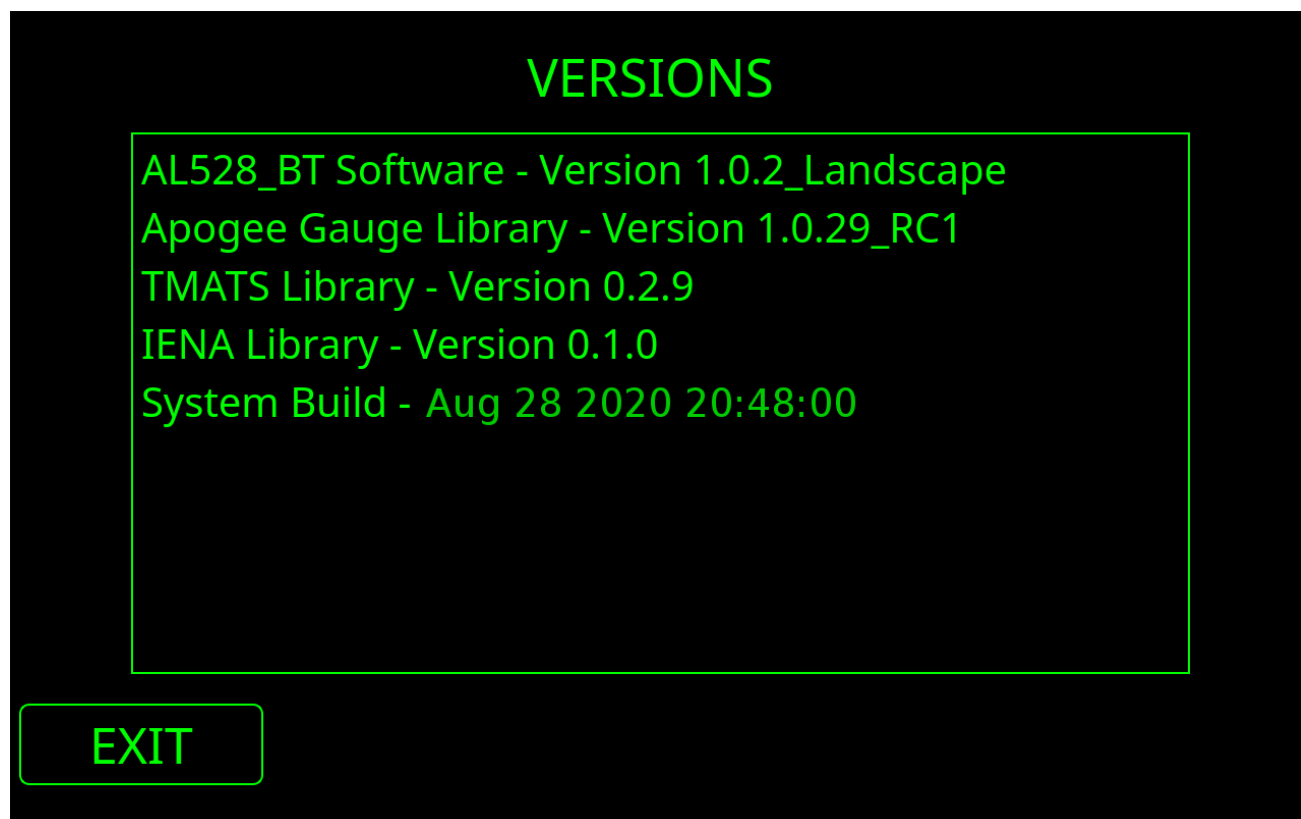 VERSIONS
AL528_BT Software - Version 1.0.2_Landscape
Apogee Gauge Library - Version 1.0.29_RC1
TMATS Library - Version 0.2.9
IENA Library - Version 0.1.0
System Build - Aug 28 2020 20:48:00
EXIT